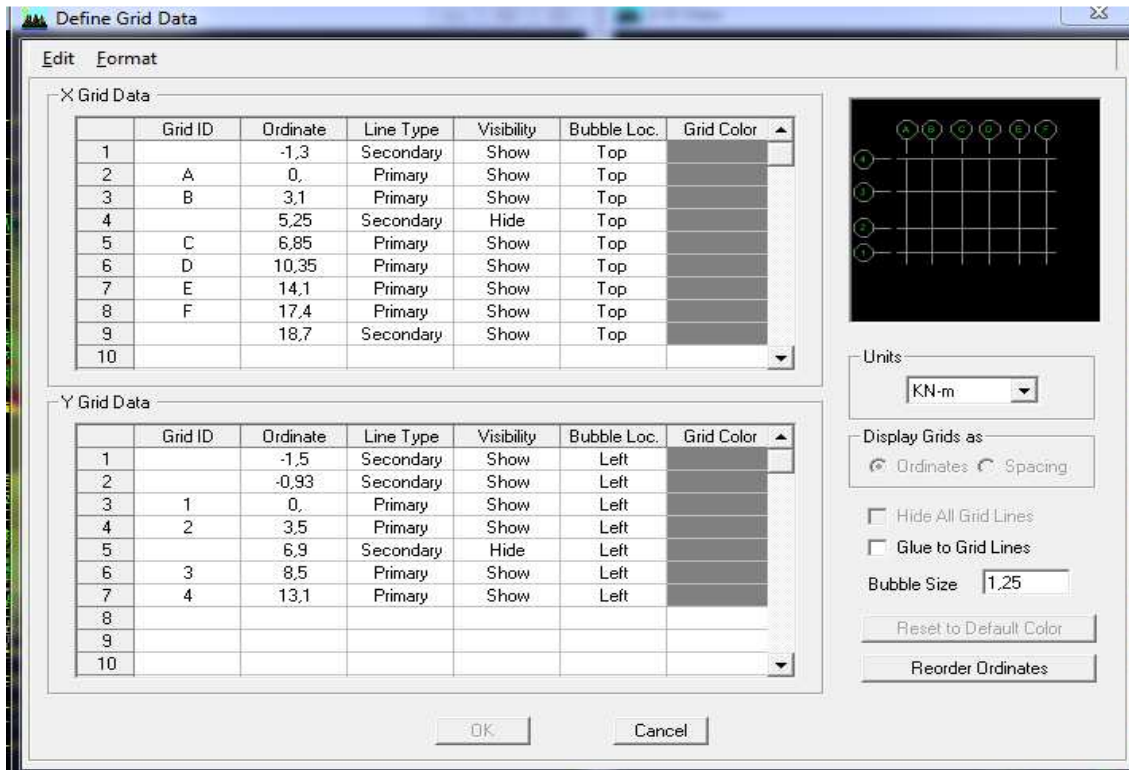 Define Grid Data
Edit Format
X Grid Data
Grid ID Ordinate Line Type Visibility Bubble Loc. Grid Color
1 -1,3 Secondary Show Top
2 A 0, Primary Show Top
3 B 3,1 Primary Show Top
4 5,25 Secondary Hide Top
5 C 6,85 Primary Show Top
6 D 10,35 Primary Show Top
7 E 14,1 Primary Show Top
8 F 17,4 Primary Show Top
9 18,7 Secondary Show Top
10
A B C D E F
4
3
2
1
Units
KN-m
Y Grid Data
Grid ID Ordinate Line Type Visibility Bubble Loc. Grid Color
1 -1,5 Secondary Show Left
2 -0,93 Secondary Show Left
3 1 0, Primary Show Left
4 2 3,5 Primary Show Left
5 6,9 Secondary Hide Left
6 3 8,5 Primary Show Left
7 4 13,1 Primary Show Left
8
9
10
Display Grids as
Ordinates Spacing
Hide All Grid Lines
Glue to Grid Lines
Bubble Size 1,25
Reset to Default Color
Reorder Ordinates
OK Cancel